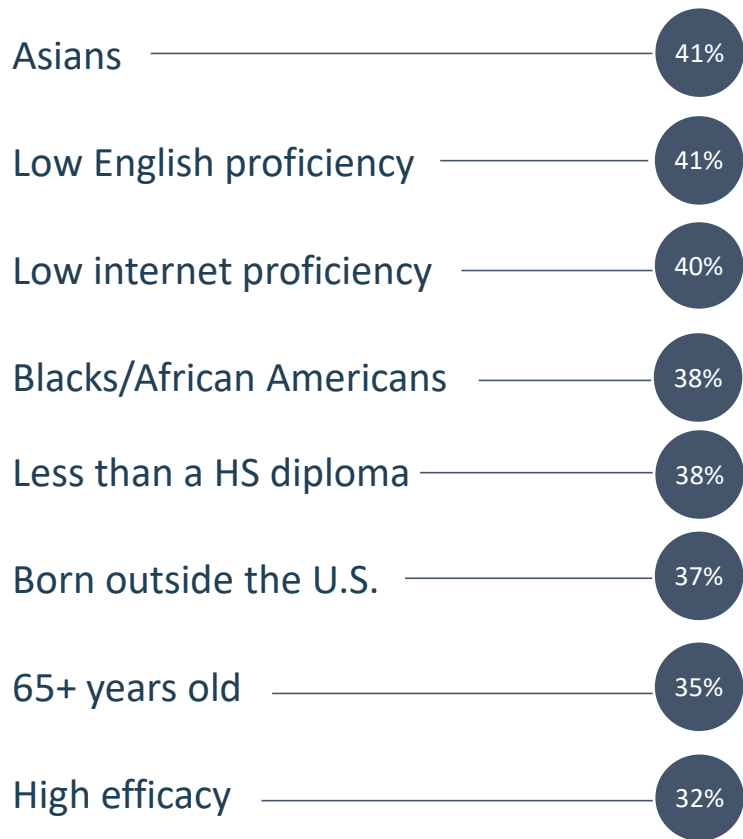 Asians 41%
Low English proficiency 41%
Low internet proficiency 40%
Blacks/African Americans 38%
Less than a HS diploma 38%
Born outside the U.S. 37%
65+ years old 35%
High efficacy 32%